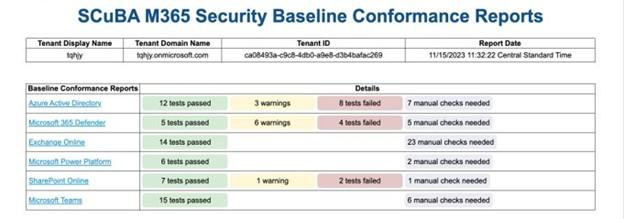 SCuBA M365 Security Baseline Conformance Reports
Tenant Display Name Tenant Domain Name Tenant ID Report Date
tqhjy tqhjy.onmicrosoft.com ca08493a-c9c8-4db0-a9e8-d3b4bafac269 11/15/2023 11:32:22 Central Standard Time
Baseline Conformance Reports Details
Azure Active Directory 12 tests passed 3 warnings 8 tests failed 7 manual checks needed
Microsoft 365 Defender 5 tests passed 6 warnings 4 tests failed 5 manual checks needed
Exchange Online 14 tests passed 23 manual checks needed
Microsoft Power Platform 6 tests passed 2 manual checks needed
SharePoint Online 7 tests passed 1 warning 2 tests failed 1 manual check needed
Microsoft Teams 15 tests passed 6 manual checks needed